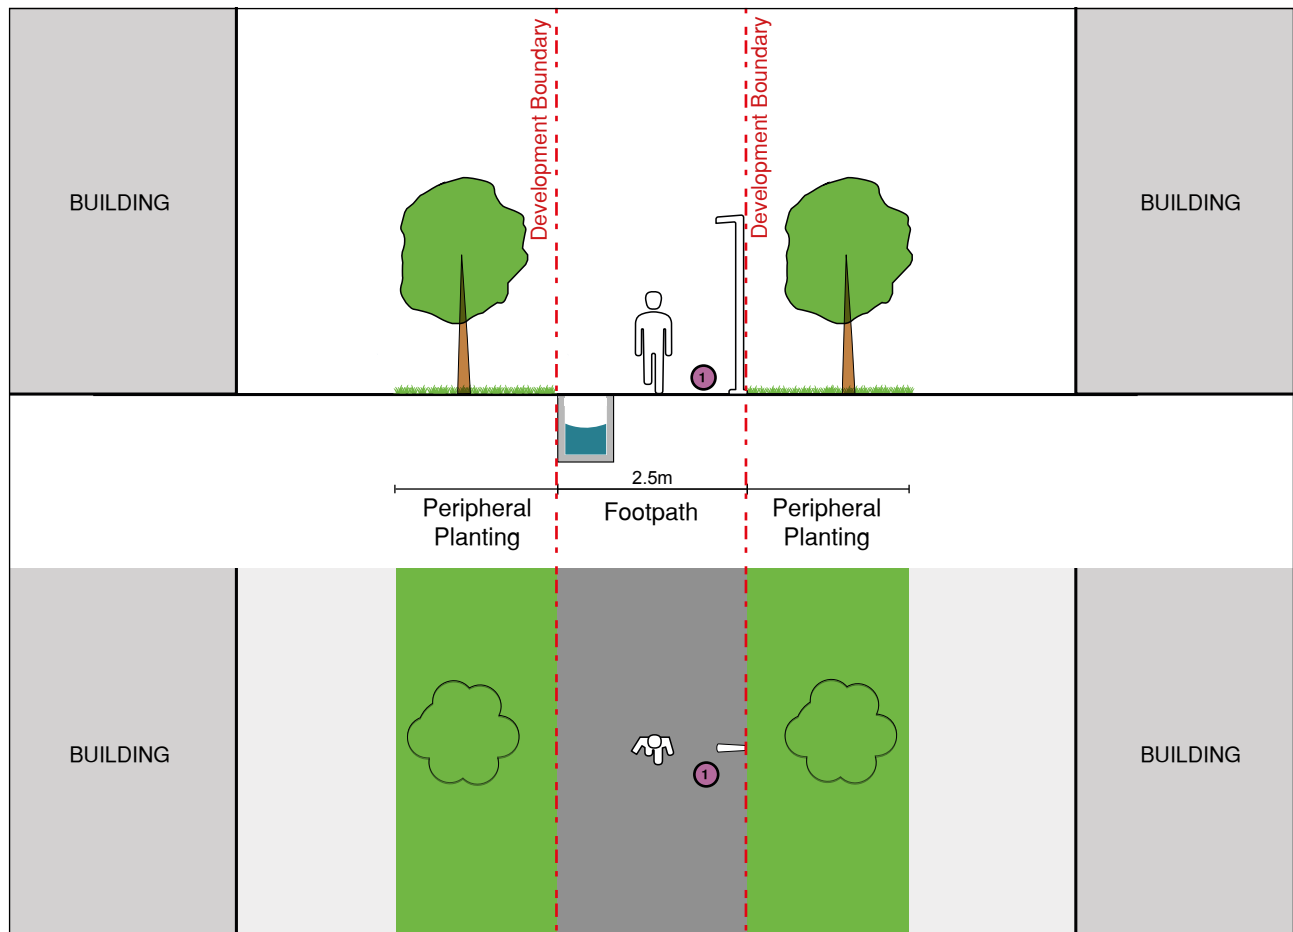 Development Boundary
Development Boundary
BUILDING
BUILDING
1
2.5m
Peripheral
Planting
Footpath
Peripheral
Planting
BUILDING
1
BUILDING